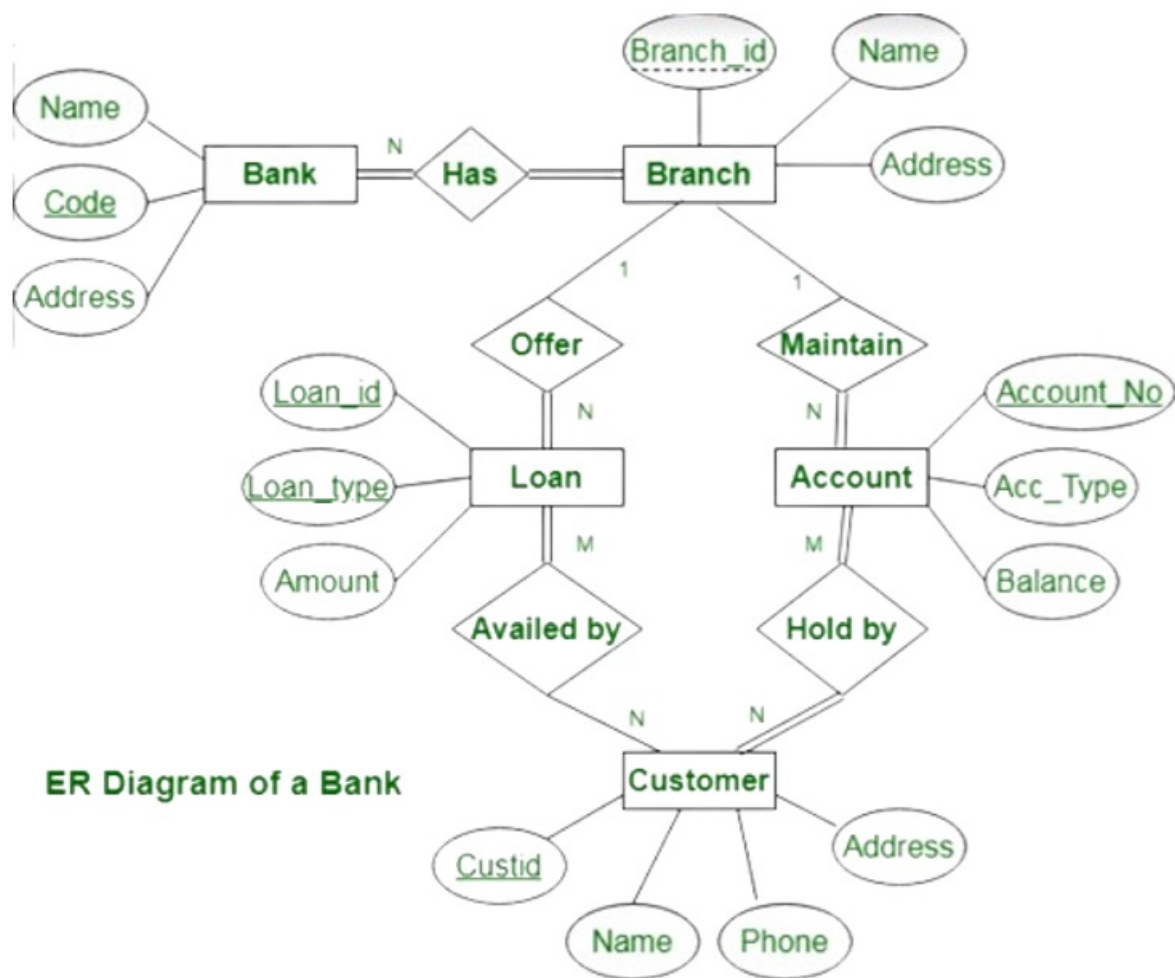 Branch_id
Name
Name
Address
Bank
N
Has
Branch
Code
Address
1
1
Offer
Maintain
Loan_id
N
N
Account_No
Loan_type
Loan
Account
Acc_Type
Amount
M
M
Balance
Availed by
Hold by
N
N
ER Diagram of a Bank
Customer
Custid
Address
Name
Phone